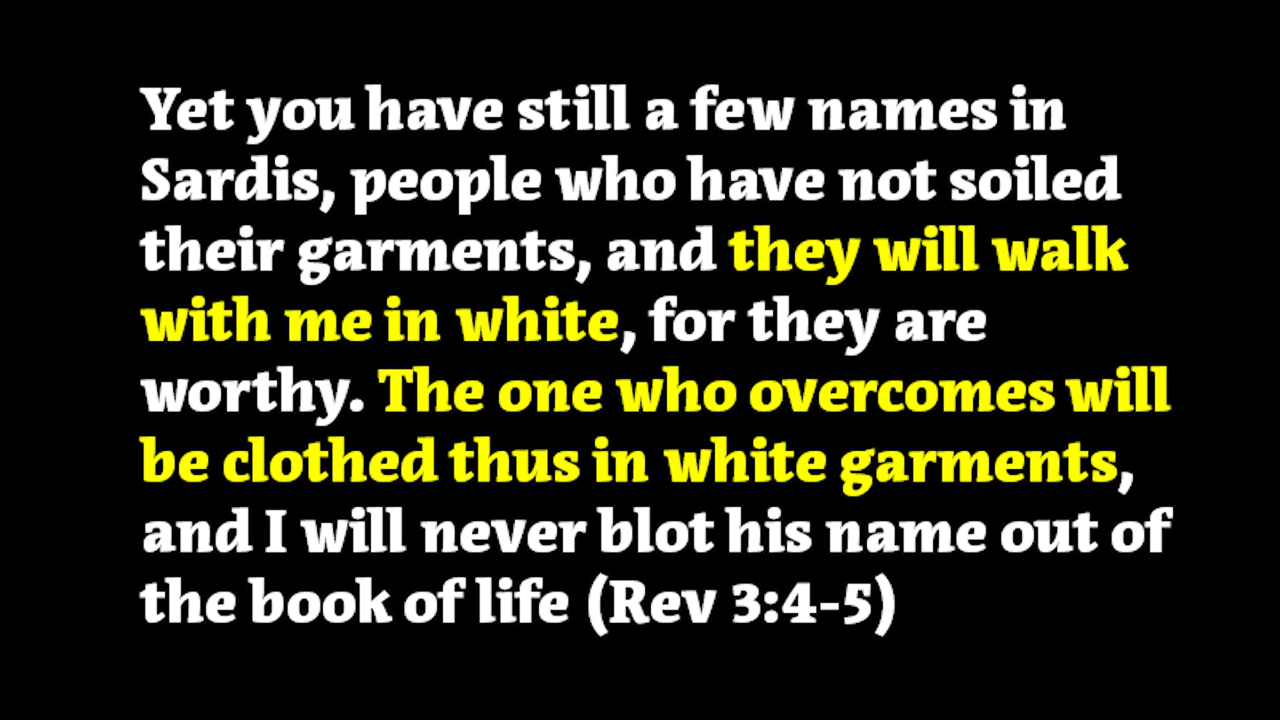 Yet you have still a few names in
Sardis, people who have not soiled
their garments, and they will walk
with me in white, for they are
worthy. The one who overcomes will
be clothed thus in white garments,
and I will never blot his name out of
the book of life (Rev 3:4-5)